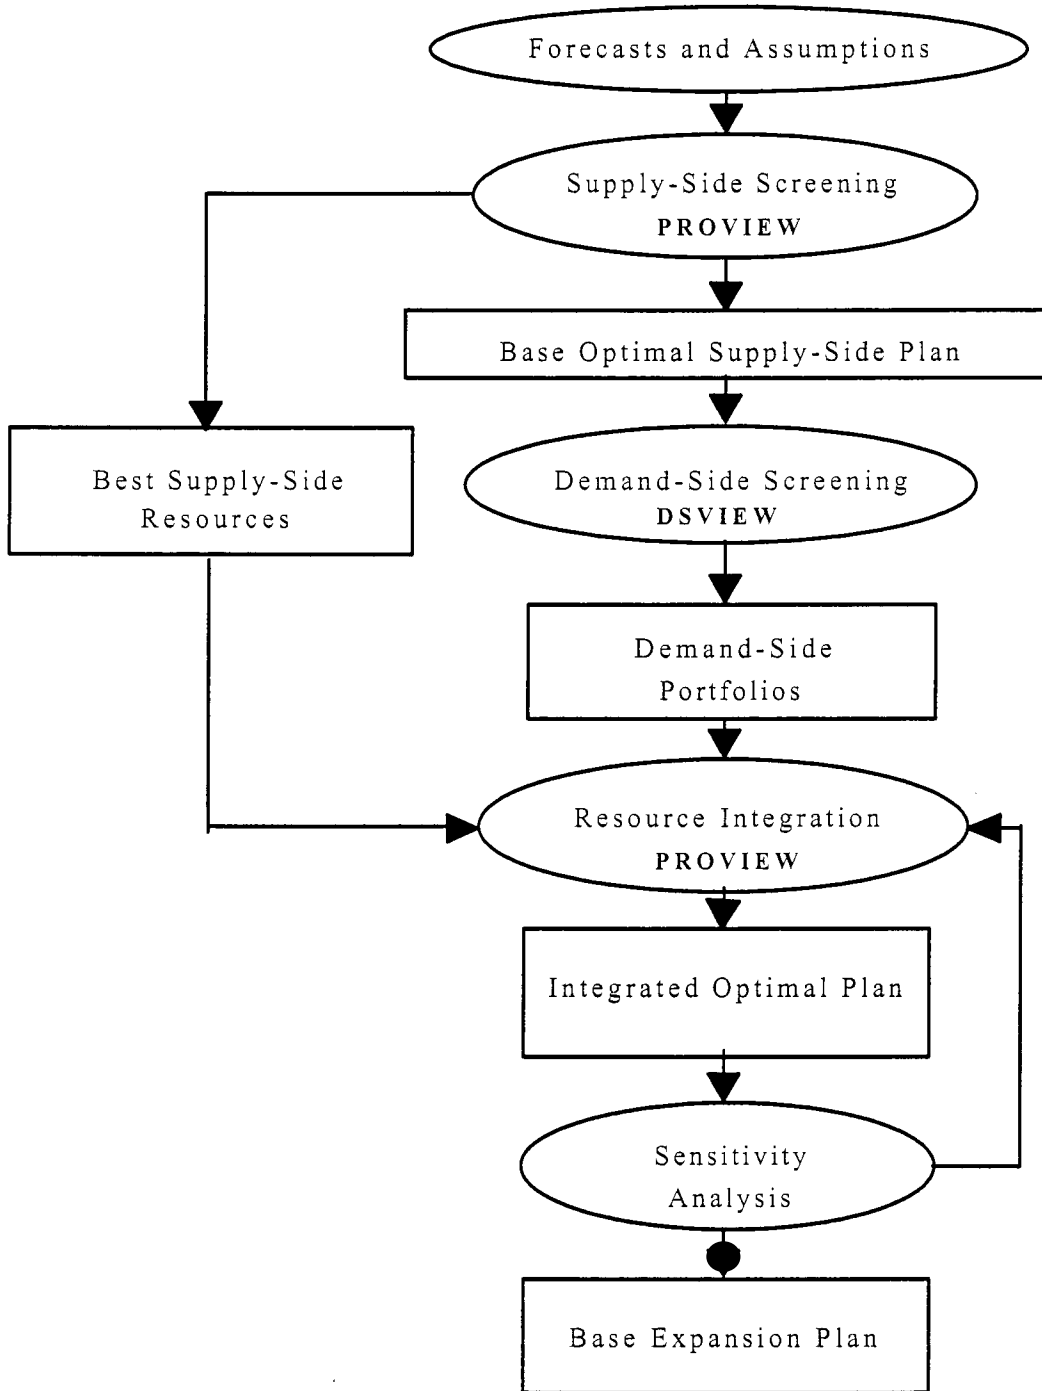 Forecasts and Assumptions
Supply-Side Screening
PROVIEW
Base Optimal Supply-Side Plan
Best Supply-Side
Resources
Demand-Side Screening
DSVIEW
Demand-Side
Portfolios
Resource Integration
PROVIEW
Integrated Optimal Plan
Sensitivity
Analysis
Base Expansion Plan